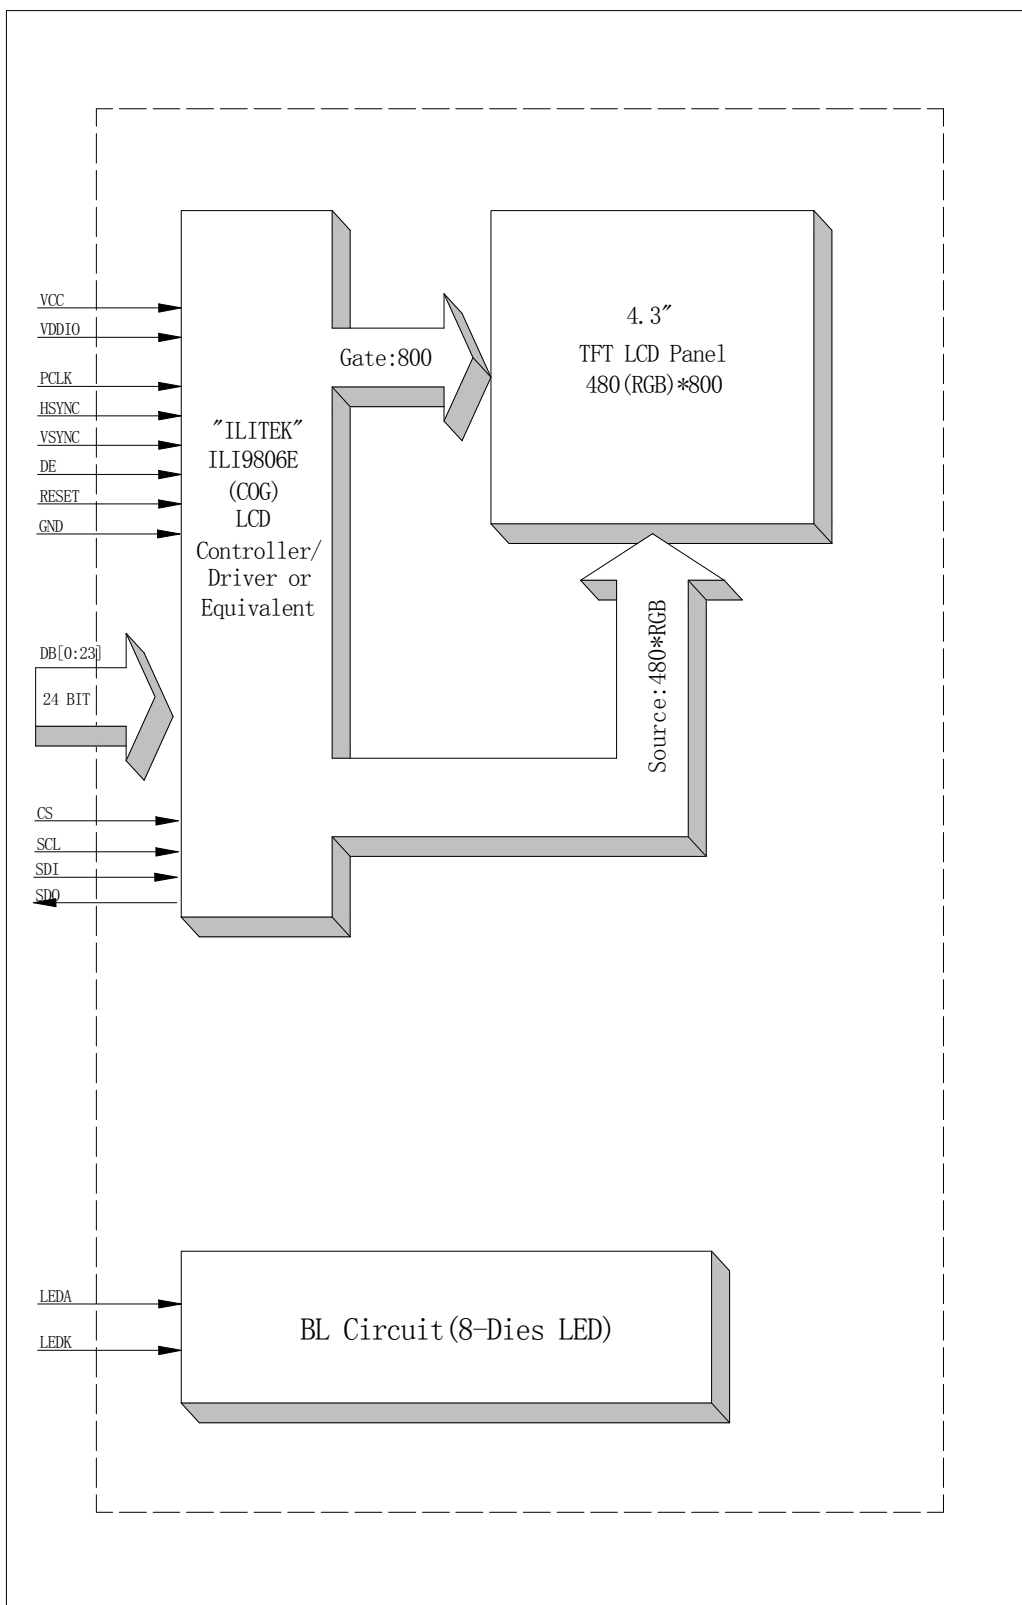 VCC
VDDIO
PCLK
HSYNC
VSYNC
DE
RESET
GND
DB[0:23]
24 BIT
CS
SCL
SDI
SDO
"ILITEK"
ILI9806E
(COG)
LCD
Controller/
Driver or
Equivalent
Gate:800
4.3"
TFT LCD Panel
480(RGB)*800
Source:480*RGB
LEDA
LEDK
BL Circuit(8-Dies LED)